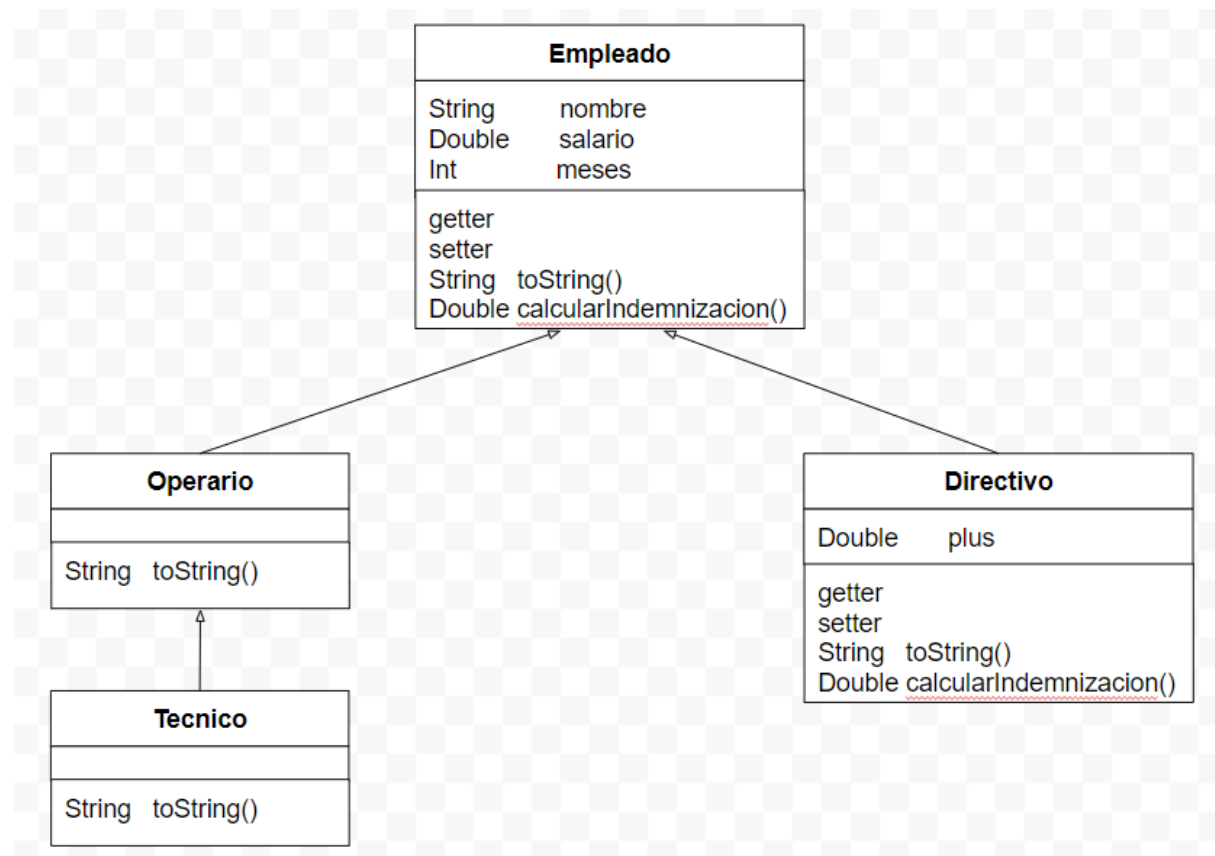 Empleado
String nombre
Double salario
Int meses
getter
setter
String toString()
Double calcularIndemnizacion()
Operario
String toString()
Directivo
Double plus
getter
setter
String toString()
Double calcularIndemnizacion()
Tecnico
String toString()